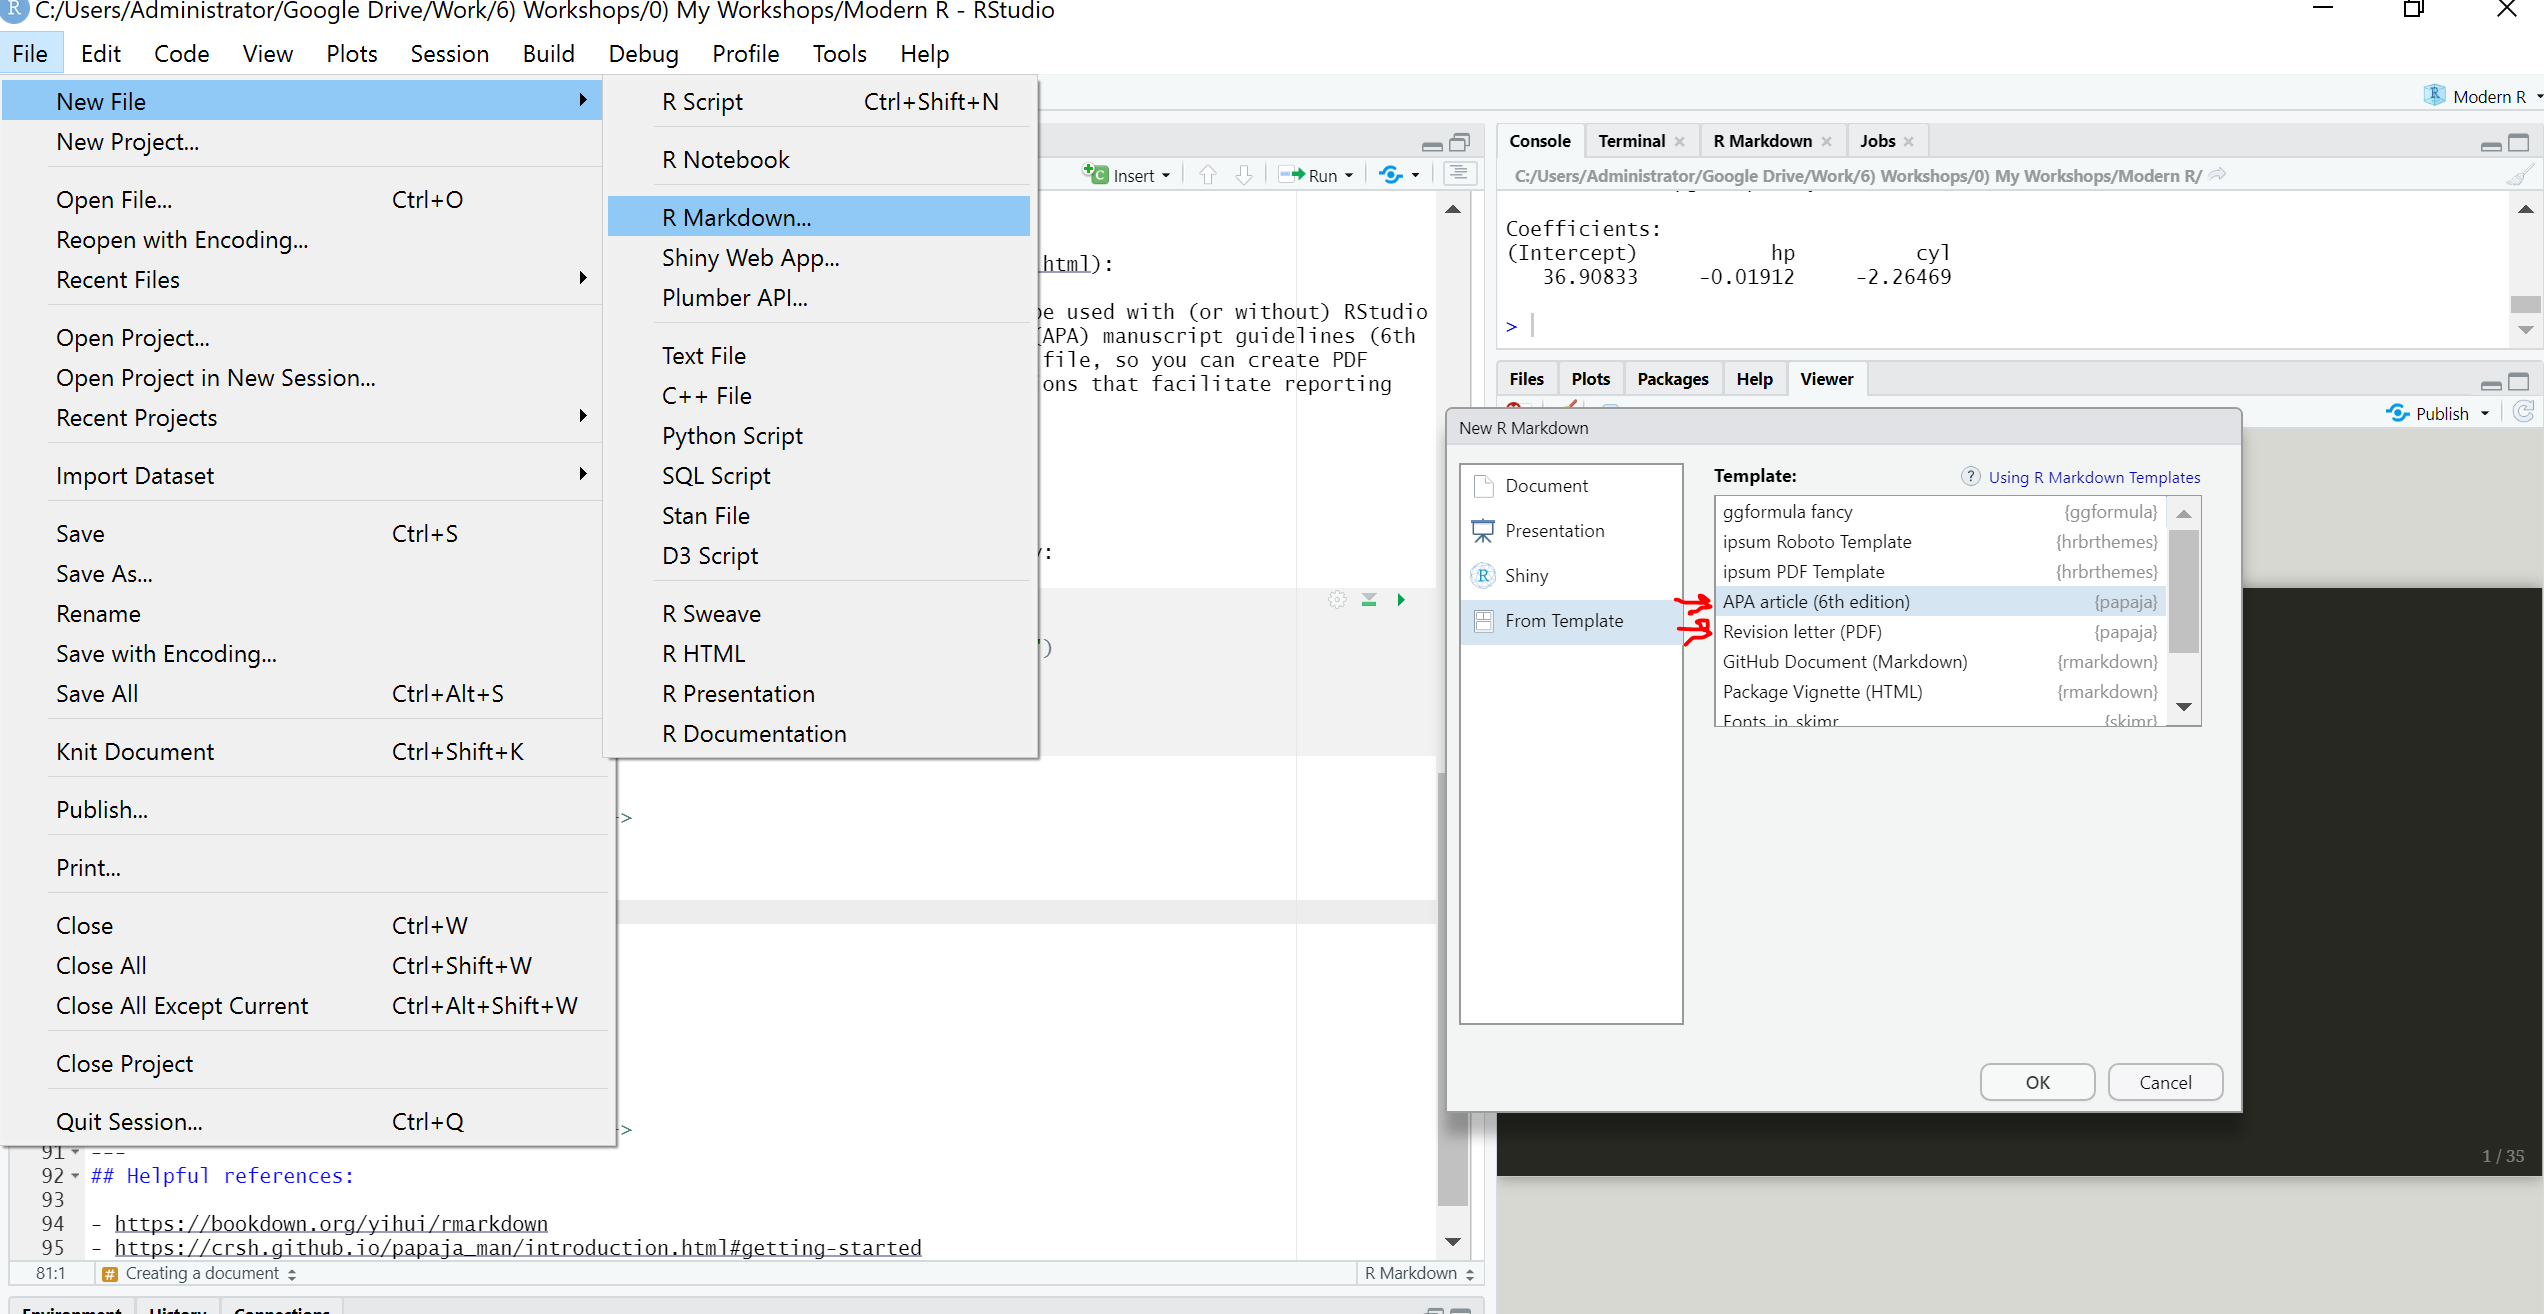 C:/Users/Administrator/Google Drive/Work/6) Workshops/0) My Workshops/Modern R - RStudio
File Edit Code View Plots Session Build Debug Profile Tools Help
New File
New Project...
Open File... Ctrl+O
Reopen with Encoding...
Recent Files
Open Project...
Open Project in New Session...
Recent Projects
Import Dataset
Save Ctrl+S
Save As...
Rename
Save with Encoding...
Save All Ctrl+Alt+S
Knit Document Ctrl+Shift+K
Publish...
Print...
Close Ctrl+W
Close All Ctrl+Shift+W
Close All Except Current Ctrl+Alt+Shift+W
Close Project
Quit Session... Ctrl+Q
R Script Ctrl+Shift+N
R Notebook
R Markdown...
Shiny Web App...
Plumber API...
Text File
C++ File
Python Script
SQL Script
Stan File
D3 Script
R Sweave
R HTML
R Presentation
R Documentation
Insert Run
html):
be used with (or without) RStudio
(APA) manuscript guidelines (6th
file, so you can create PDF
ons that facilitate reporting
:
")
->
->
91 ---
92 ## Helpful references:
93
94 - https://bookdown.org/yihui/rmarkdown
95 - https://crsh.github.io/papaja_man/introduction.html#getting-started
81:1 # Creating a document R Markdown
Environment History Connections
Modern R
Console Terminal R Markdown Jobs
C:/Users/Administrator/Google Drive/Work/6) Workshops/0) My Workshops/Modern R/
Coefficients:
(Intercept) hp cyl
36.90833 -0.01912 -2.26469
>
Files Plots Packages Help Viewer
Publish
New R Markdown
Document
Presentation
Shiny
From Template
Template: ? Using R Markdown Templates
ggformula fancy {ggformula}
ipsum Roboto Template {hrbrthemes}
ipsum PDF Template {hrbrthemes}
APA article (6th edition) {papaja}
Revision letter (PDF) {papaja}
GitHub Document (Markdown) {rmarkdown}
Package Vignette (HTML) {rmarkdown}
Fonts in skimr {skimr}
OK Cancel
1 / 35